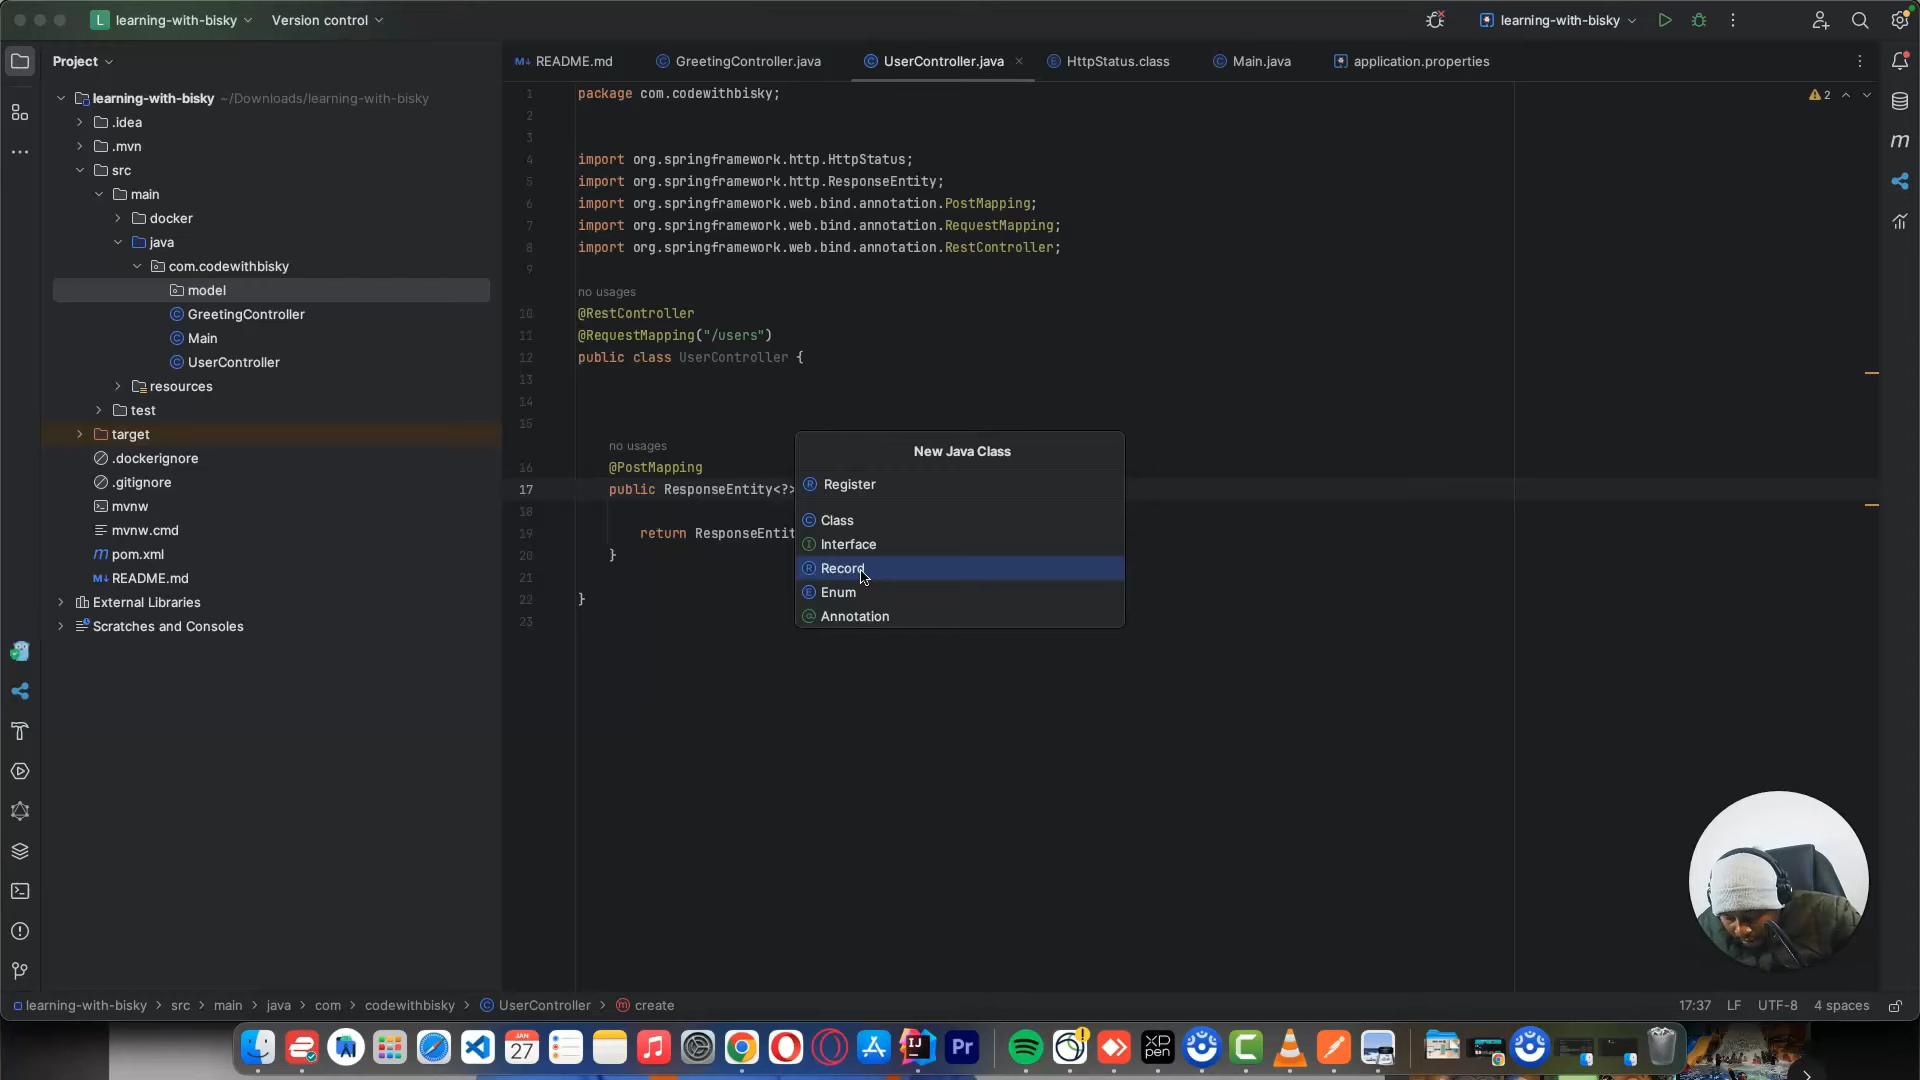 L learning-with-bisky Version control learning-with-bisky
Project
README.md GreetingController.java UserController.java HttpStatus.class Main.java application.properties
learning-with-bisky ~/Downloads/learning-with-bisky
.idea
.mvn
src
main
docker
java
com.codewithbisky
model
GreetingController
Main
UserController
resources
test
target
.dockerignore
.gitignore
mvnw
mvnw.cmd
pom.xml
README.md
External Libraries
Scratches and Consoles
2
1 package com.codewithbisky;
2
3
4 import org.springframework.http.HttpStatus;
5 import org.springframework.http.ResponseEntity;
6 import org.springframework.web.bind.annotation.PostMapping;
7 import org.springframework.web.bind.annotation.RequestMapping;
8 import org.springframework.web.bind.annotation.RestController;
9
no usages
10 @RestController
11 @RequestMapping("/users")
12 public class UserController {
13
14
15
no usages
16 @PostMapping
17 public ResponseEntity<?>
18
19 return ResponseEntit
20 }
21
22 }
23
New Java Class
Register
Class
Interface
Record
Enum
Annotation
learning-with-bisky > src > main > java > com > codewithbisky > UserController > create 17:37 LF UTF-8 4 spaces
JAN
27
IJ
Pr
XP
PEN